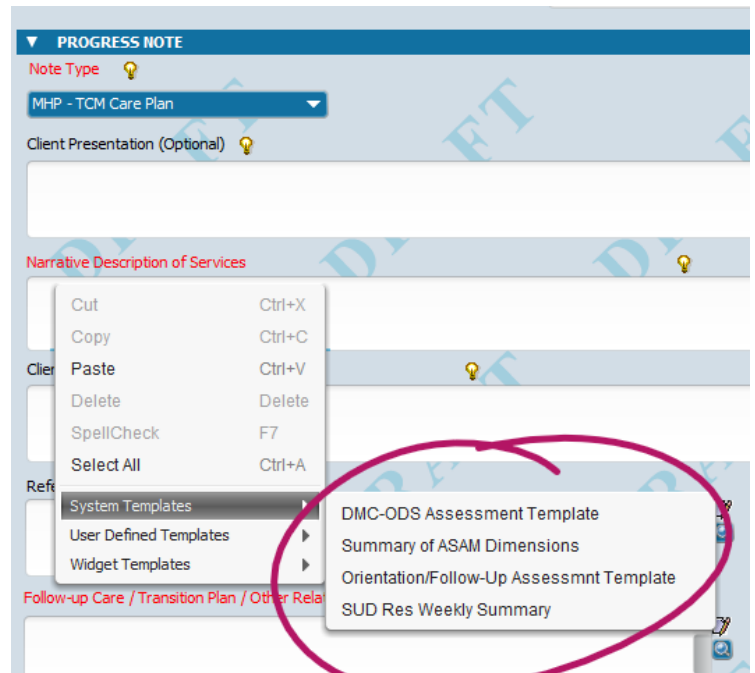 PROGRESS NOTE
Note Type
MHP - TCM Care Plan
Client Presentation (Optional)
Narrative Description of Services
Cut Ctrl+X
Copy Ctrl+C
Clie
Paste Ctrl+V
Delete Delete
SpellCheck F7
Select All Ctrl+A
Refe
System Templates
User Defined Templates
Widget Templates
DMC-ODS Assessment Template
Summary of ASAM Dimensions
Orientation/Follow-Up Assessmnt Template
SUD Res Weekly Summary
Follow-up Care / Transition Plan / Other Rela